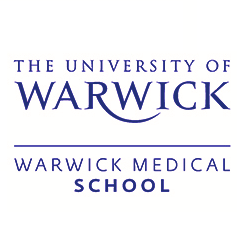 THE UNIVERSITY OF
WARWICK
WARWICK MEDICAL
SCHOOL